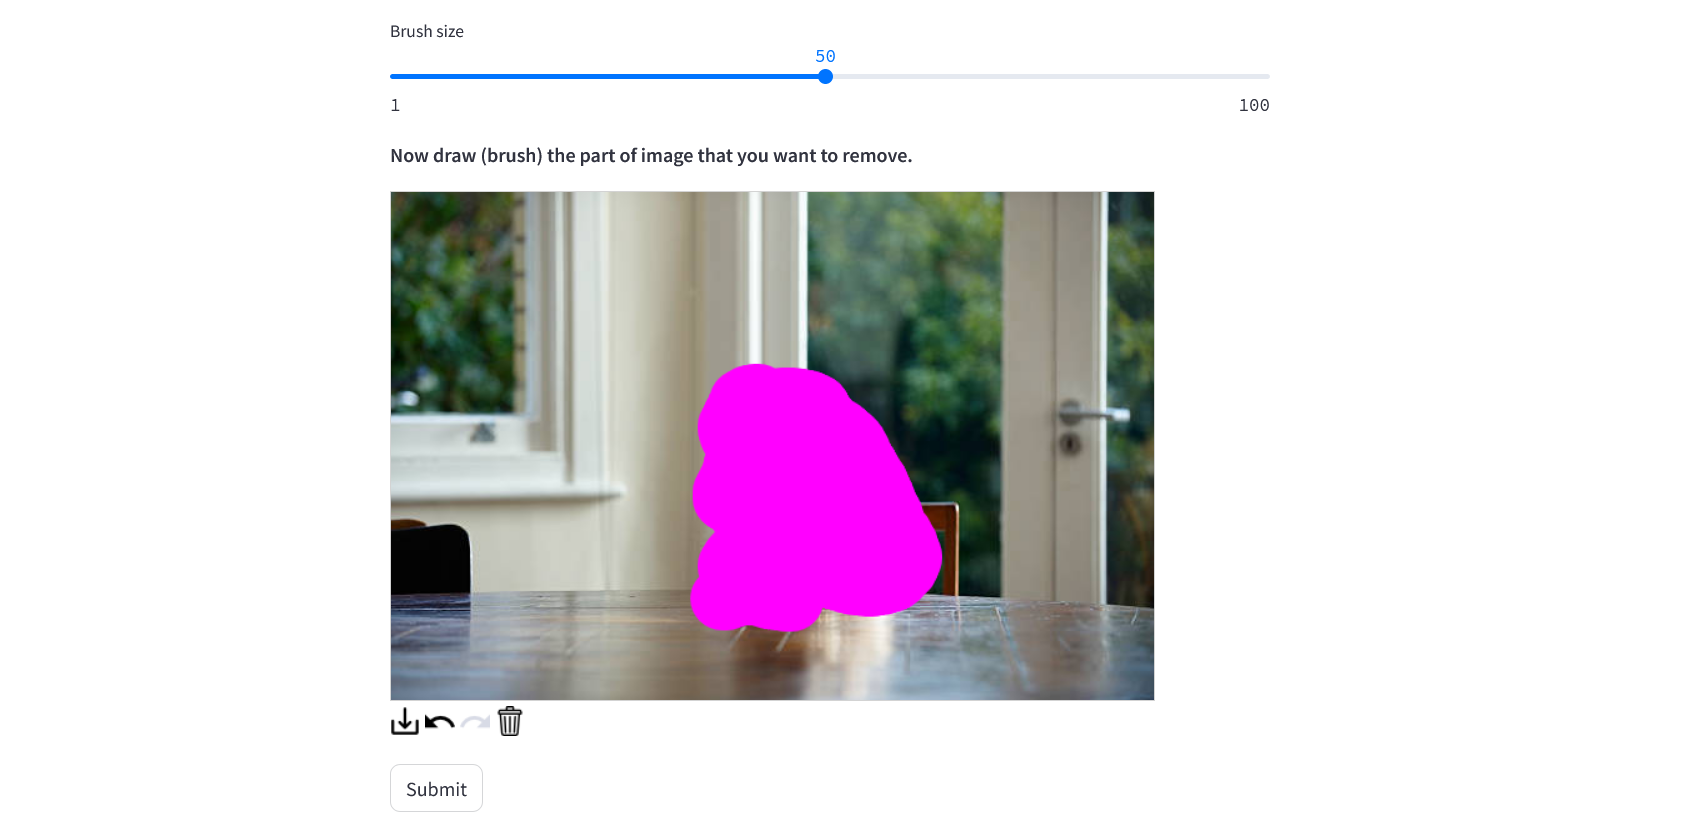 Brush size
50
1
100
Now draw (brush) the part of image that you want to remove.
Submit